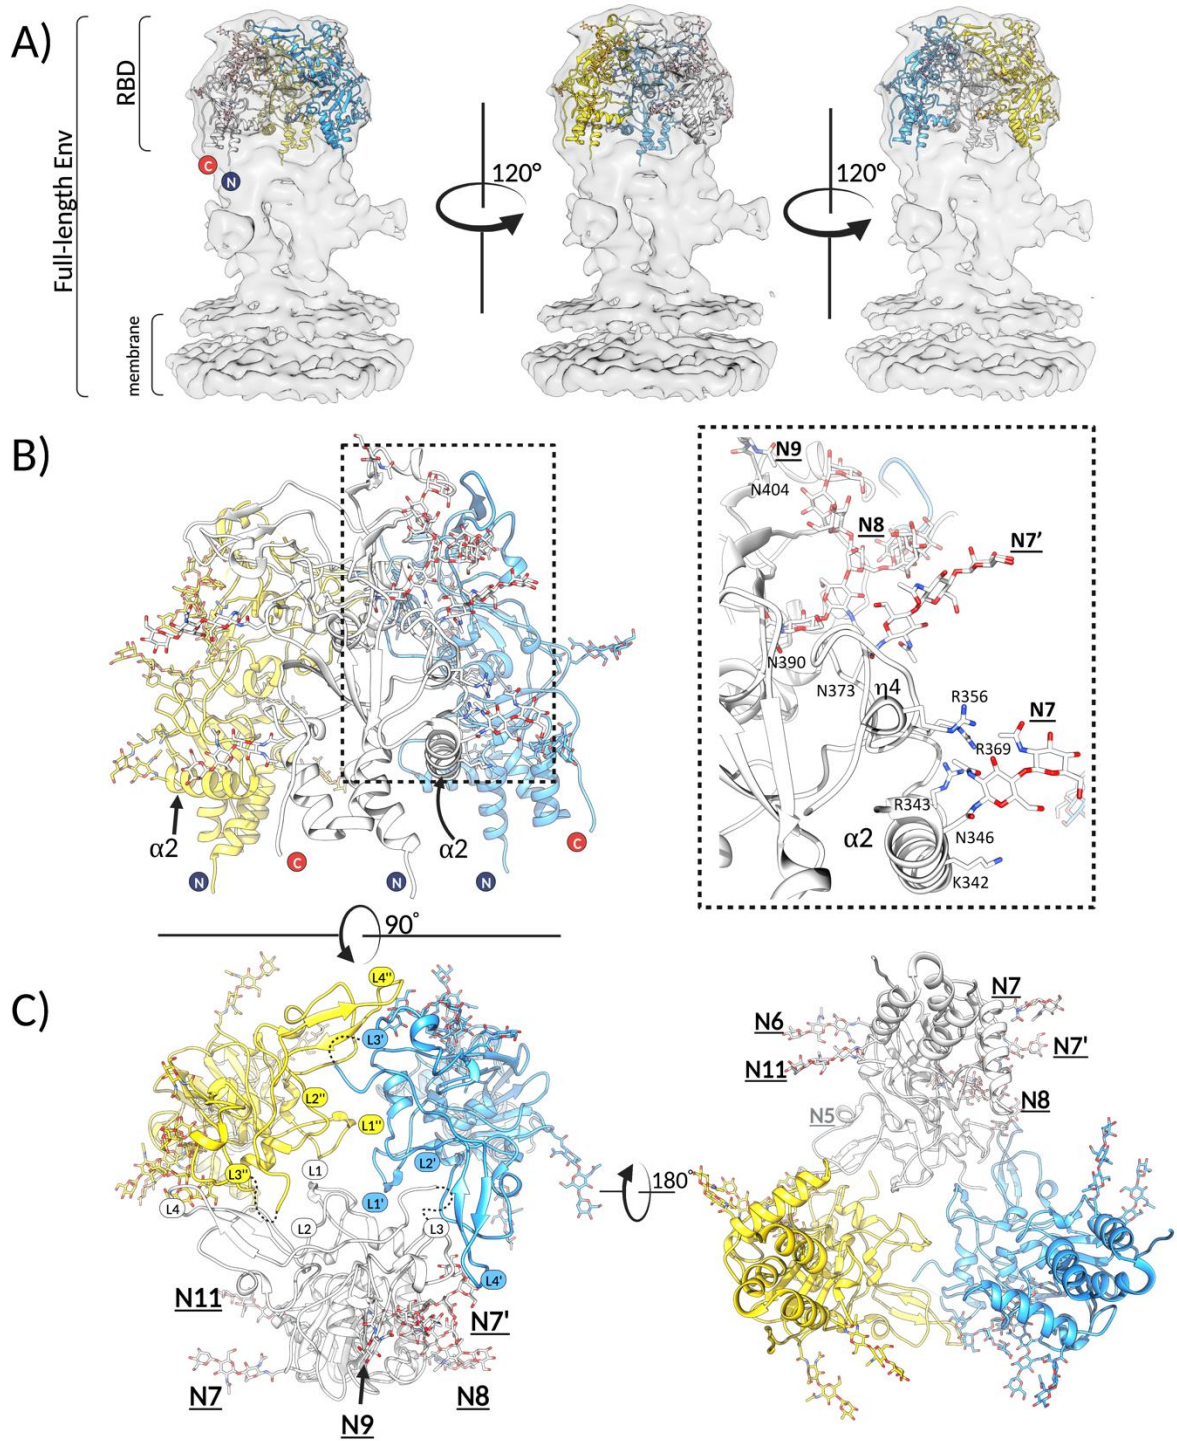 A)
Full-length Env
RBD
membrane
C
N
120°
120°
B)
α2
α2
N
C
N
N
C
N9
N404
N8
N7’
N390
N373
η4
R356
N7
R369
R343
α2
N346
K342
90°
C)
L4''
L3'
L2''
L1''
L3''
L1
L2'
L4
L1'
L2
L3
L4'
N11
N7'
N7
N8
N9
180°
N7
N6
N7'
N11
N8
N5